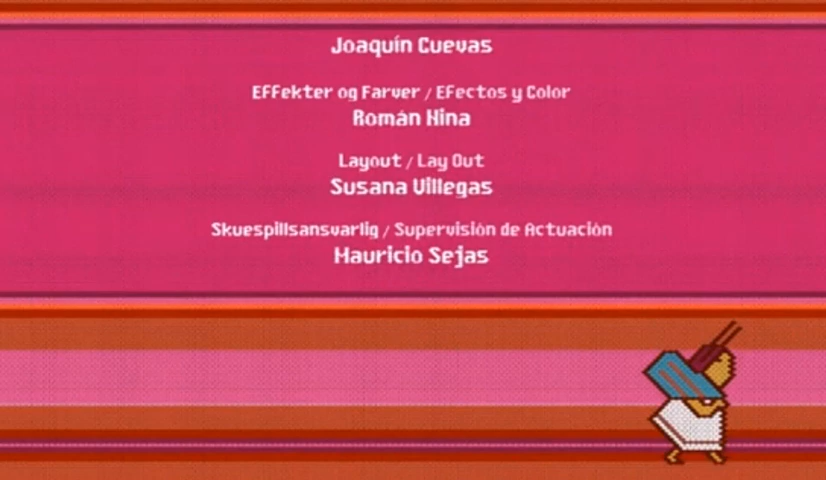 Joaquín Cuevas
Effekter og Farver / Efectos y Color
Román Nina
Layout / Lay Out
Susana Villegas
Skuespillsansvarlig / Supervisión de Actuación
Mauricio Sejas